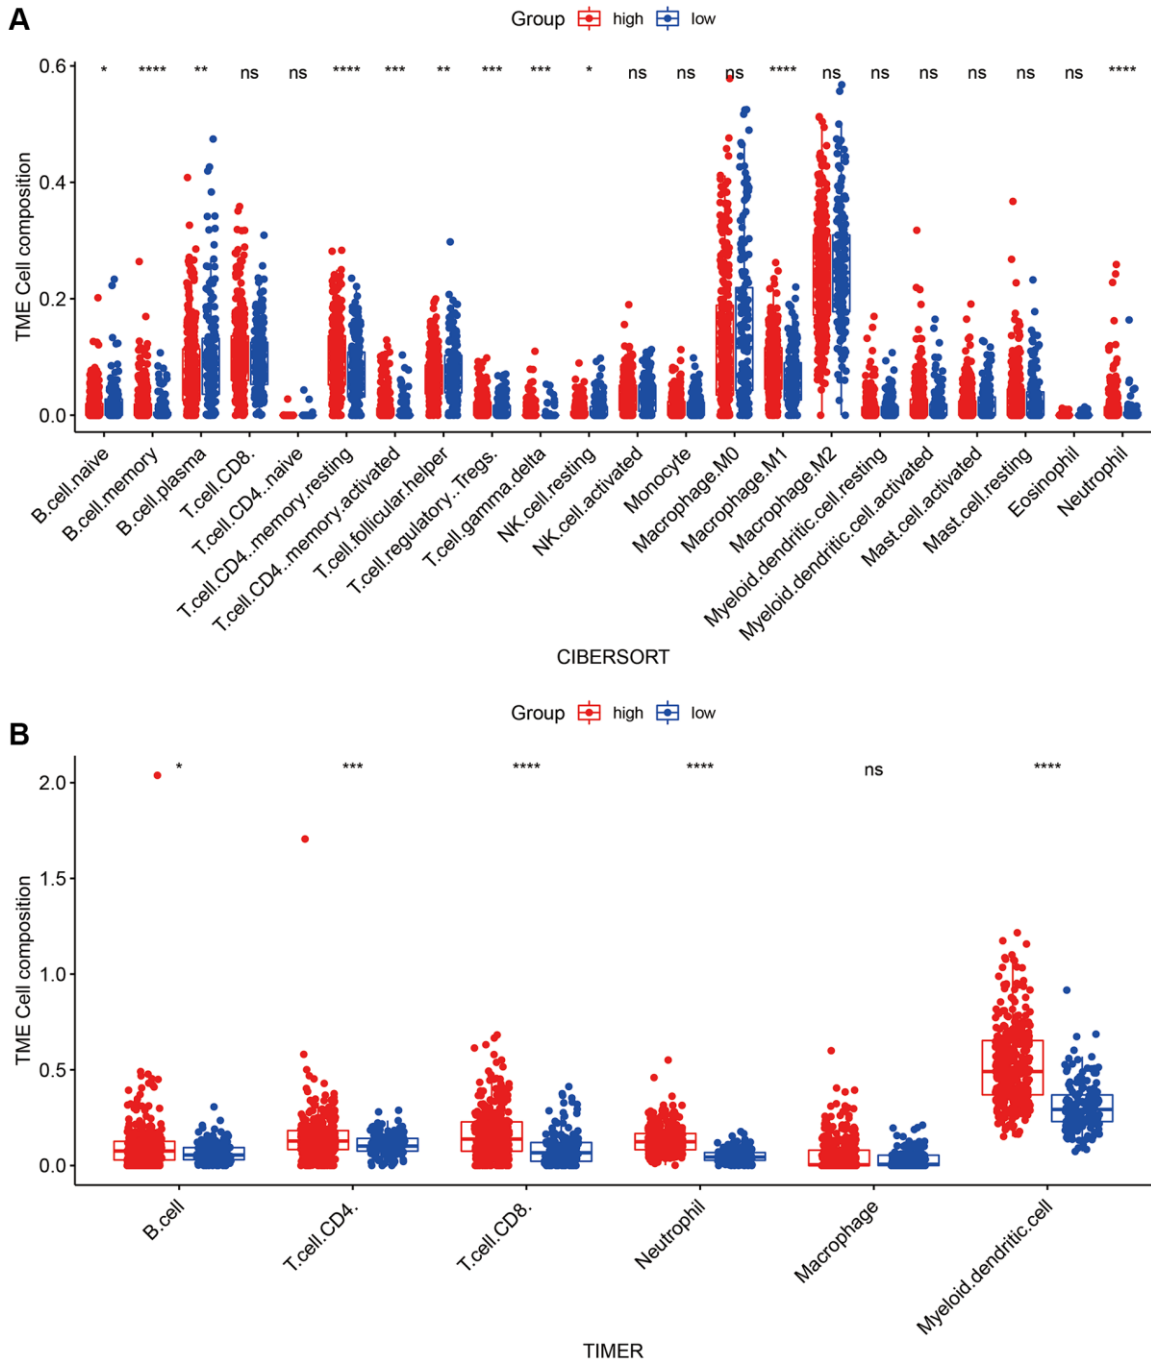 A
Group high low
* **** ** ns ns **** *** ** *** *** * ns ns ns **** ns ns ns ns ns ns ****
TME Cell composition
0.6
0.4
0.2
0.0
B.cell.naive
B.cell.memory
B.cell.plasma
T.cell.CD8.
T.cell.CD4..naive
T.cell.CD4..memory.resting
T.cell.CD4..memory.activated
T.cell.follicular.helper
T.cell.regulatory..Tregs.
T.cell.gamma.delta
NK.cell.resting
NK.cell.activated
Monocyte
Macrophage.M0
Macrophage.M1
Macrophage.M2
Myeloid.dendritic.cell.resting
Myeloid.dendritic.cell.activated
Mast.cell.activated
Mast.cell.resting
Eosinophil
Neutrophil
CIBERSORT
B
Group high low
* *** **** **** ns ****
TME Cell composition
2.0
1.5
1.0
0.5
0.0
B.cell
T.cell.CD4.
T.cell.CD8.
Neutrophil
Macrophage
Myeloid.dendritic.cell
TIMER